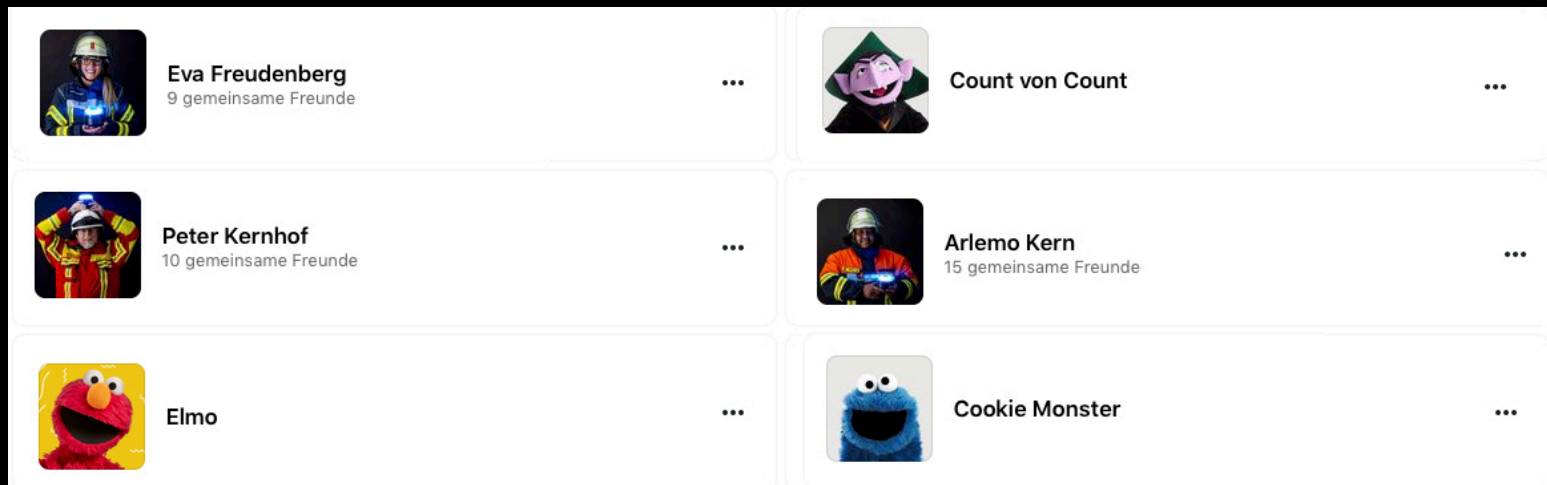 Eva Freudenberg
9 gemeinsame Freunde
Count von Count
Peter Kernhof
10 gemeinsame Freunde
Arlemo Kern
15 gemeinsame Freunde
Elmo
Cookie Monster